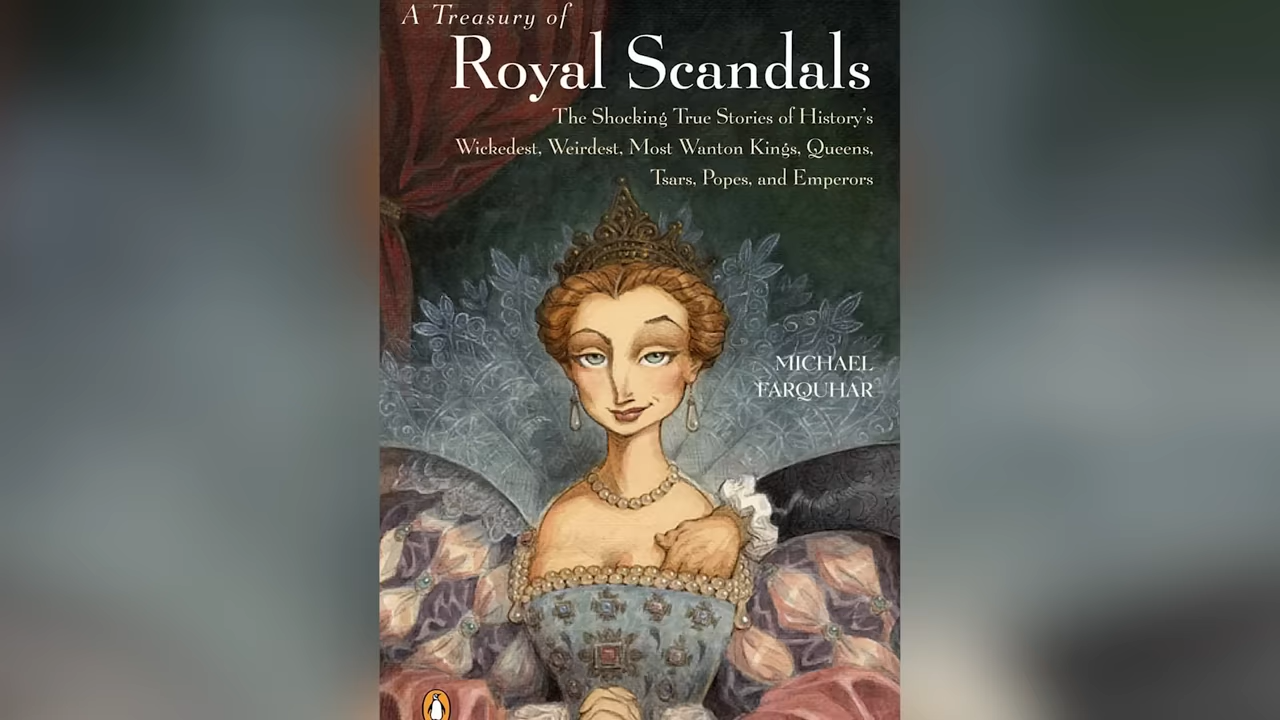 A Treasury of
Royal Scandals
The Shocking True Stories of History's
Wickedest, Weirdest, Most Wanton Kings, Queens,
Tsars, Popes, and Emperors
MICHAEL
FARQUHAR